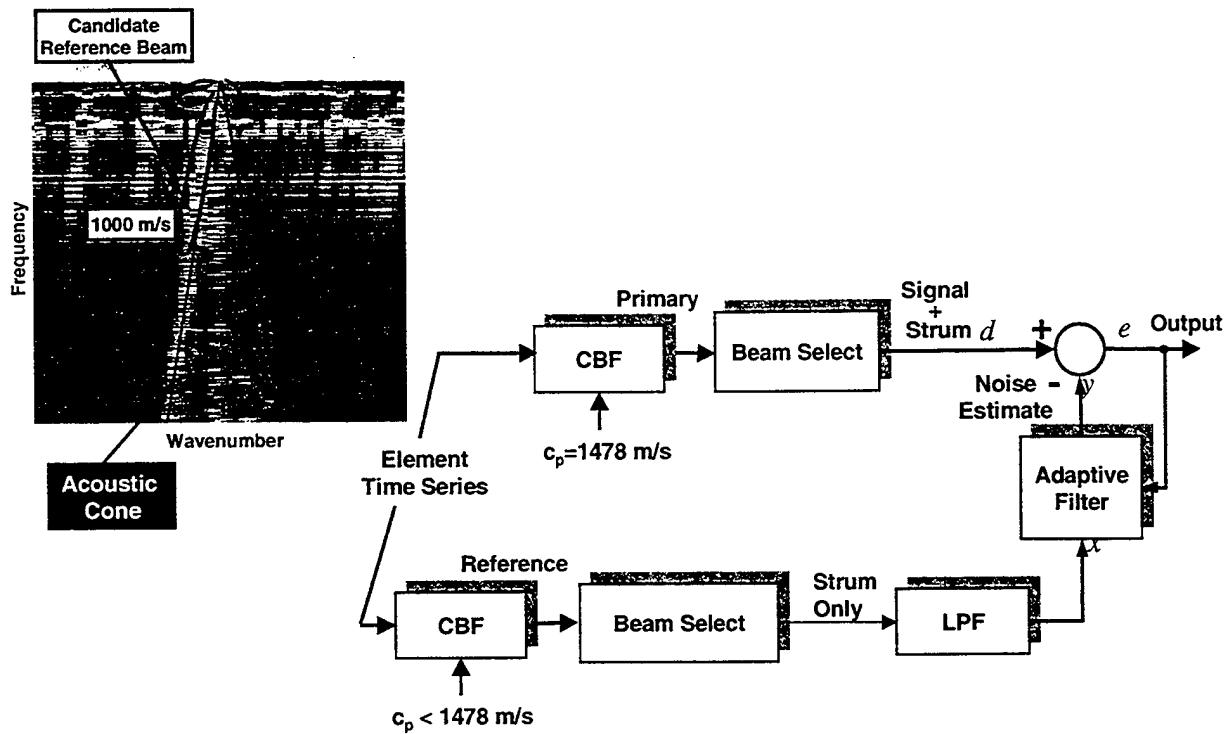 Candidate
Reference Beam
1000 m/s
Frequency
Wavenumber
Acoustic
Cone
Element
Time Series
Primary
CBF
c_p=1478 m/s
Beam Select
Signal
+
Strum d
+
e Output
Noise - y
Estimate
Adaptive
Filter
x
Reference
CBF
c_p < 1478 m/s
Beam Select
Strum
Only
LPF